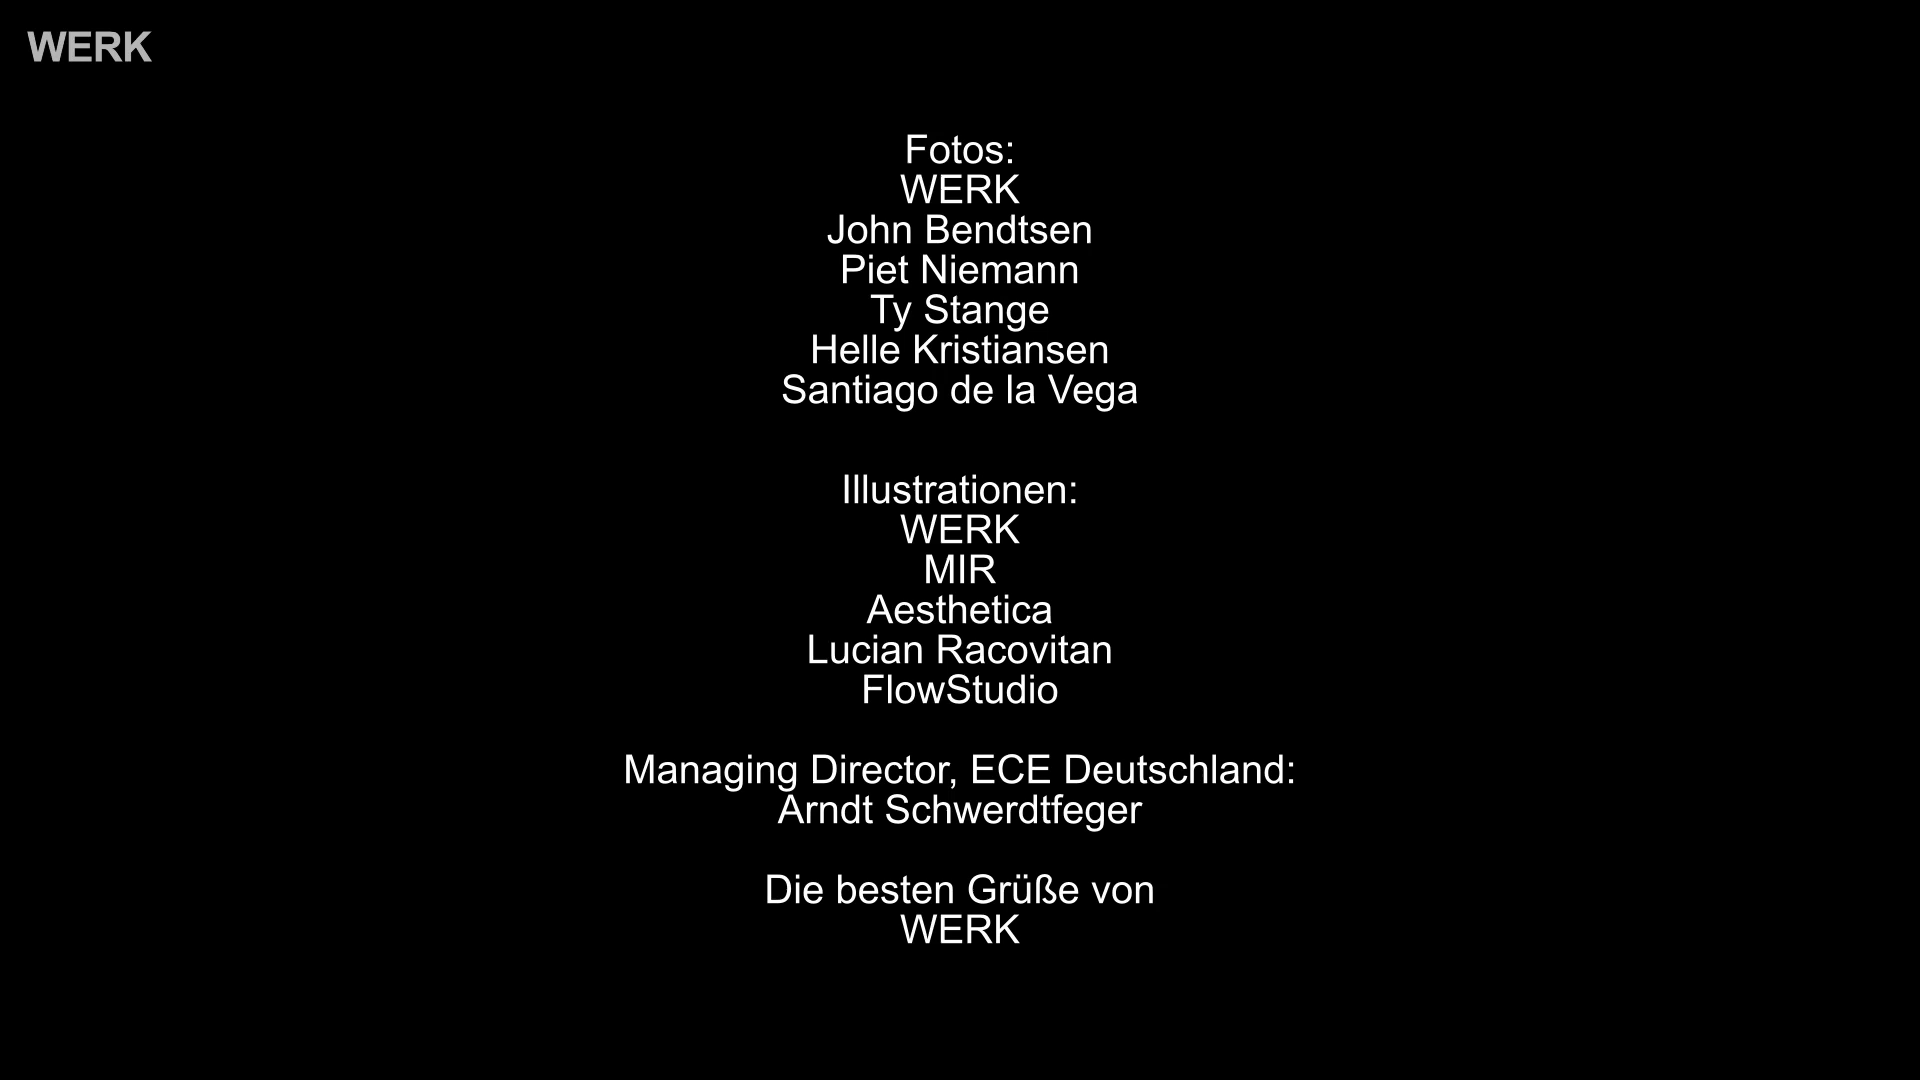 WERK
Fotos:
WERK
John Bendtsen
Piet Niemann
Ty Stange
Helle Kristiansen
Santiago de la Vega
Illustrationen:
WERK
MIR
Aesthetica
Lucian Racovitan
FlowStudio
Managing Director, ECE Deutschland:
Arndt Schwerdtfeger
Die besten Grüße von
WERK